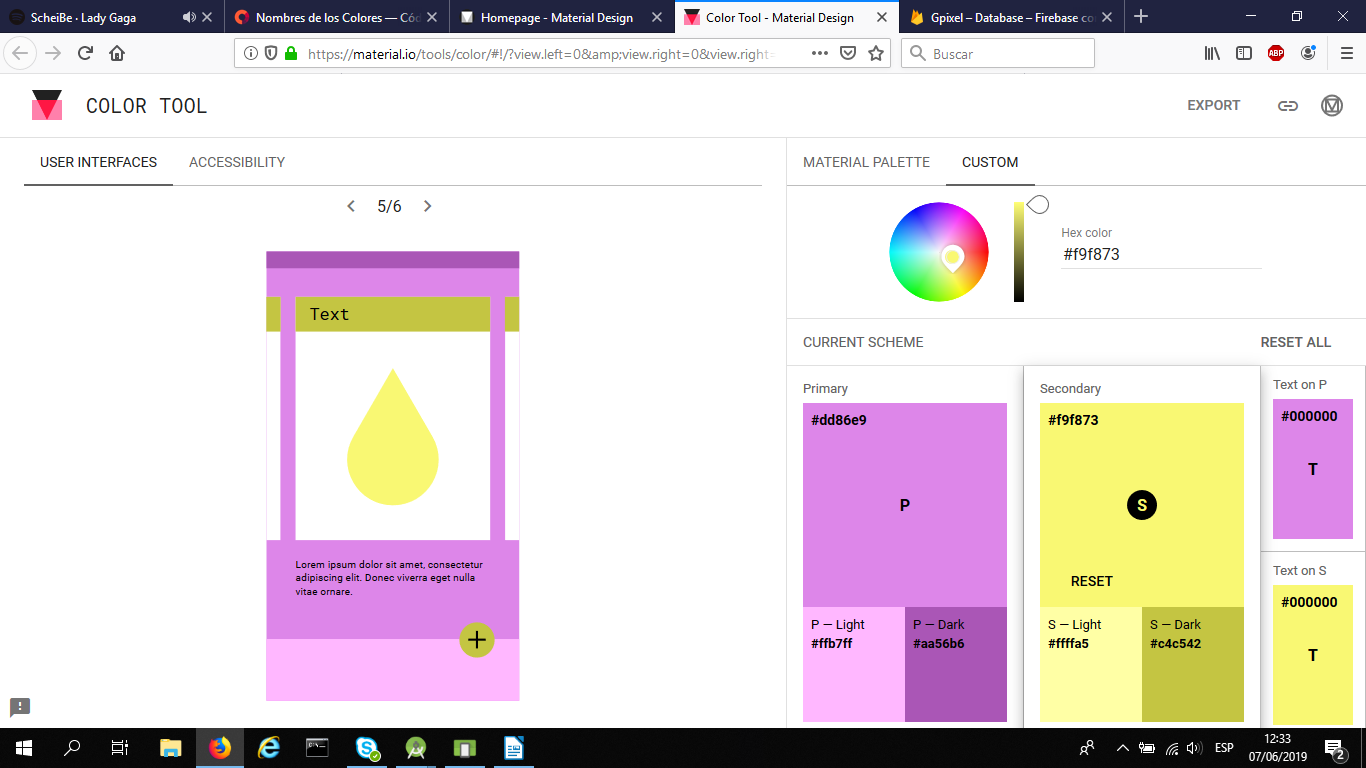 ScheiBe · Lady Gaga
Nombres de los Colores — Cód
Homepage - Material Design
Color Tool - Material Design
Gpixel – Database – Firebase co
https://material.io/tools/color/#!/?view.left=0&amp;view.right=0&view.right=
Buscar
ABP
COLOR TOOL
EXPORT
USER INTERFACES
ACCESSIBILITY
MATERIAL PALETTE
CUSTOM
5/6
Hex color
#f9f873
Text
Lorem ipsum dolor sit amet, consectetur
adipiscing elit. Donec viverra eget nulla
vitae ornare.
CURRENT SCHEME
RESET ALL
Primary
#dd86e9
P
P — Light
#ffb7ff
P — Dark
#aa56b6
Secondary
#f9f873
S
RESET
S — Light
#ffffa5
S — Dark
#c4c542
Text on P
#000000
T
Text on S
#000000
T
ESP
12:33
07/06/2019
2